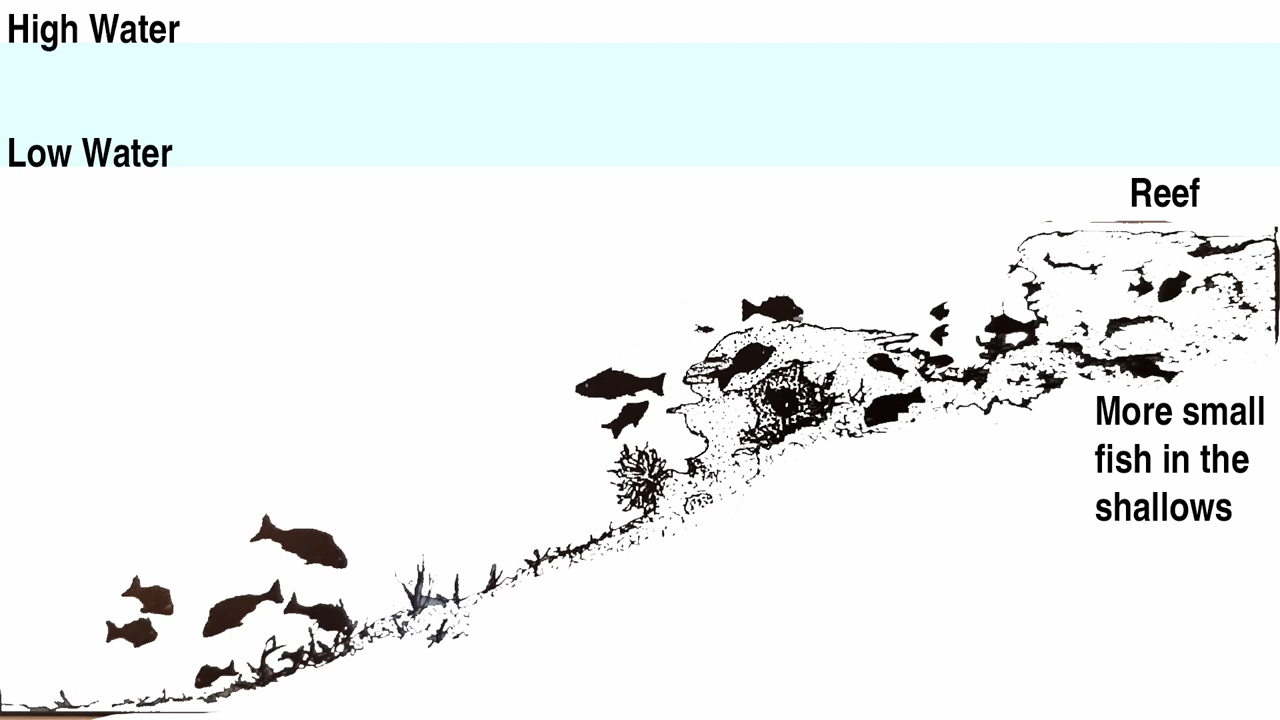 High Water
Low Water
Reef
More small
fish in the
shallows